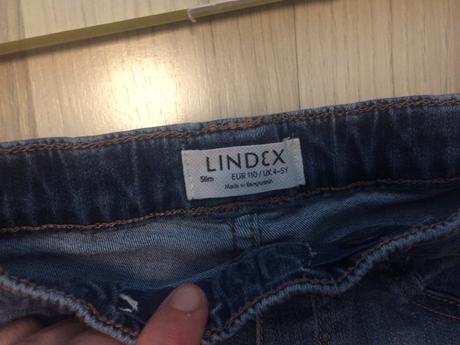 LINDEX
Slim EUR 110 / UK 4-5Y
Made in Bangladesh